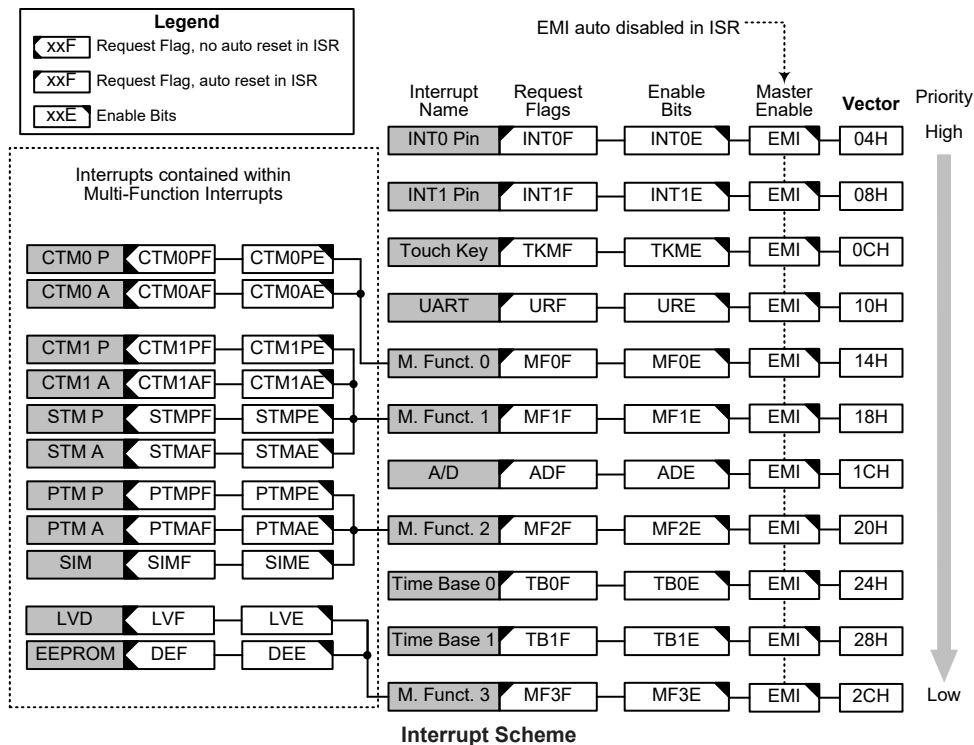 Legend
xxF Request Flag, no auto reset in ISR
xxF Request Flag, auto reset in ISR
xxE Enable Bits
EMI auto disabled in ISR
Interrupt Name Request Flags Enable Bits Master Enable Vector Priority
INT0 Pin INT0F INT0E EMI 04H High
INT1 Pin INT1F INT1E EMI 08H
Touch Key TKMF TKME EMI 0CH
UART URF URE EMI 10H
M. Funct. 0 MF0F MF0E EMI 14H
M. Funct. 1 MF1F MF1E EMI 18H
A/D ADF ADE EMI 1CH
M. Funct. 2 MF2F MF2E EMI 20H
Time Base 0 TB0F TB0E EMI 24H
Time Base 1 TB1F TB1E EMI 28H
M. Funct. 3 MF3F MF3E EMI 2CH Low
Interrupts contained within
Multi-Function Interrupts
CTM0 P CTM0PF CTM0PE
CTM0 A CTM0AF CTM0AE
CTM1 P CTM1PF CTM1PE
CTM1 A CTM1AF CTM1AE
STM P STMPF STMPE
STM A STMAF STMAE
PTM P PTMPF PTMPE
PTM A PTMAF PTMAE
SIM SIMF SIME
LVD LVF LVE
EEPROM DEF DEE
Interrupt Scheme